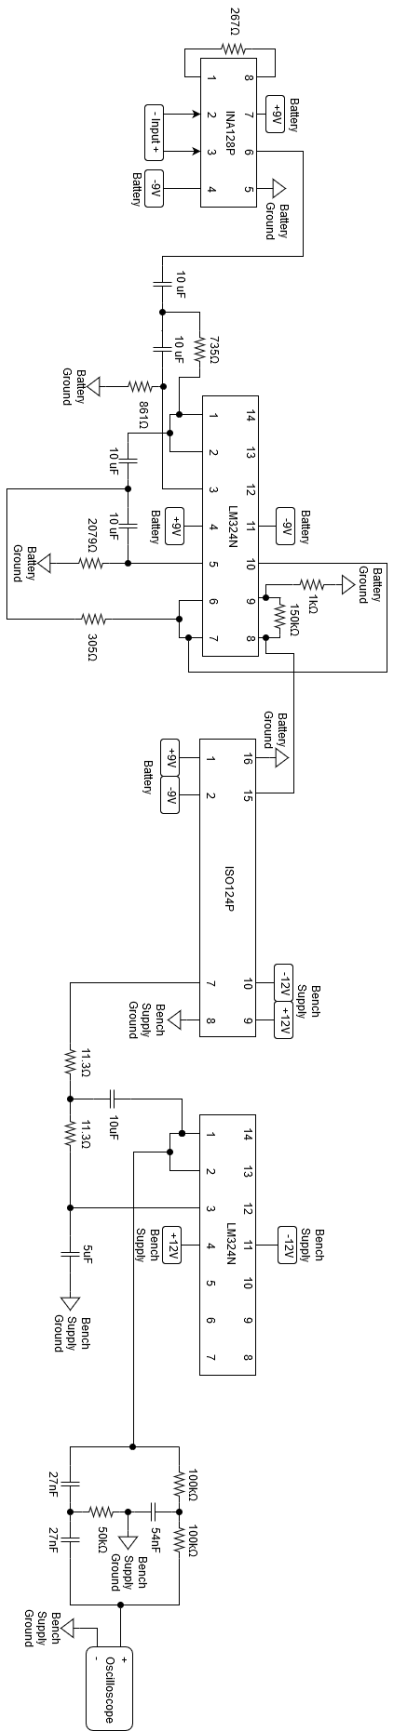 267Ω
1
8
2
7
3
6
4
5
INA128P
+9V
Battery
- Input +
-9V
Battery
Battery
Ground
10 uF
10 uF
735Ω
861Ω
Battery
Ground
1
14
2
13
3
12
4
11
5
10
6
9
7
8
LM324N
-9V
Battery
+9V
Battery
10 uF
10 uF
2079Ω
Battery
Ground
305Ω
1kΩ
150kΩ
Battery
Ground
Battery
Ground
16
15
1
2
+9V
-9V
Battery
ISO124P
10
9
7
8
-12V
+12V
Bench
Supply
Bench
Supply
Ground
11.3Ω
11.3Ω
10uF
5uF
Bench
Supply
Ground
1
14
2
13
3
12
4
11
5
10
6
9
7
8
LM324N
-12V
Bench
Supply
+12V
Bench
Supply
100kΩ
100kΩ
54nF
50kΩ
27nF
27nF
Bench
Supply
Ground
Bench
Supply
Ground
+
-
Oscilloscope